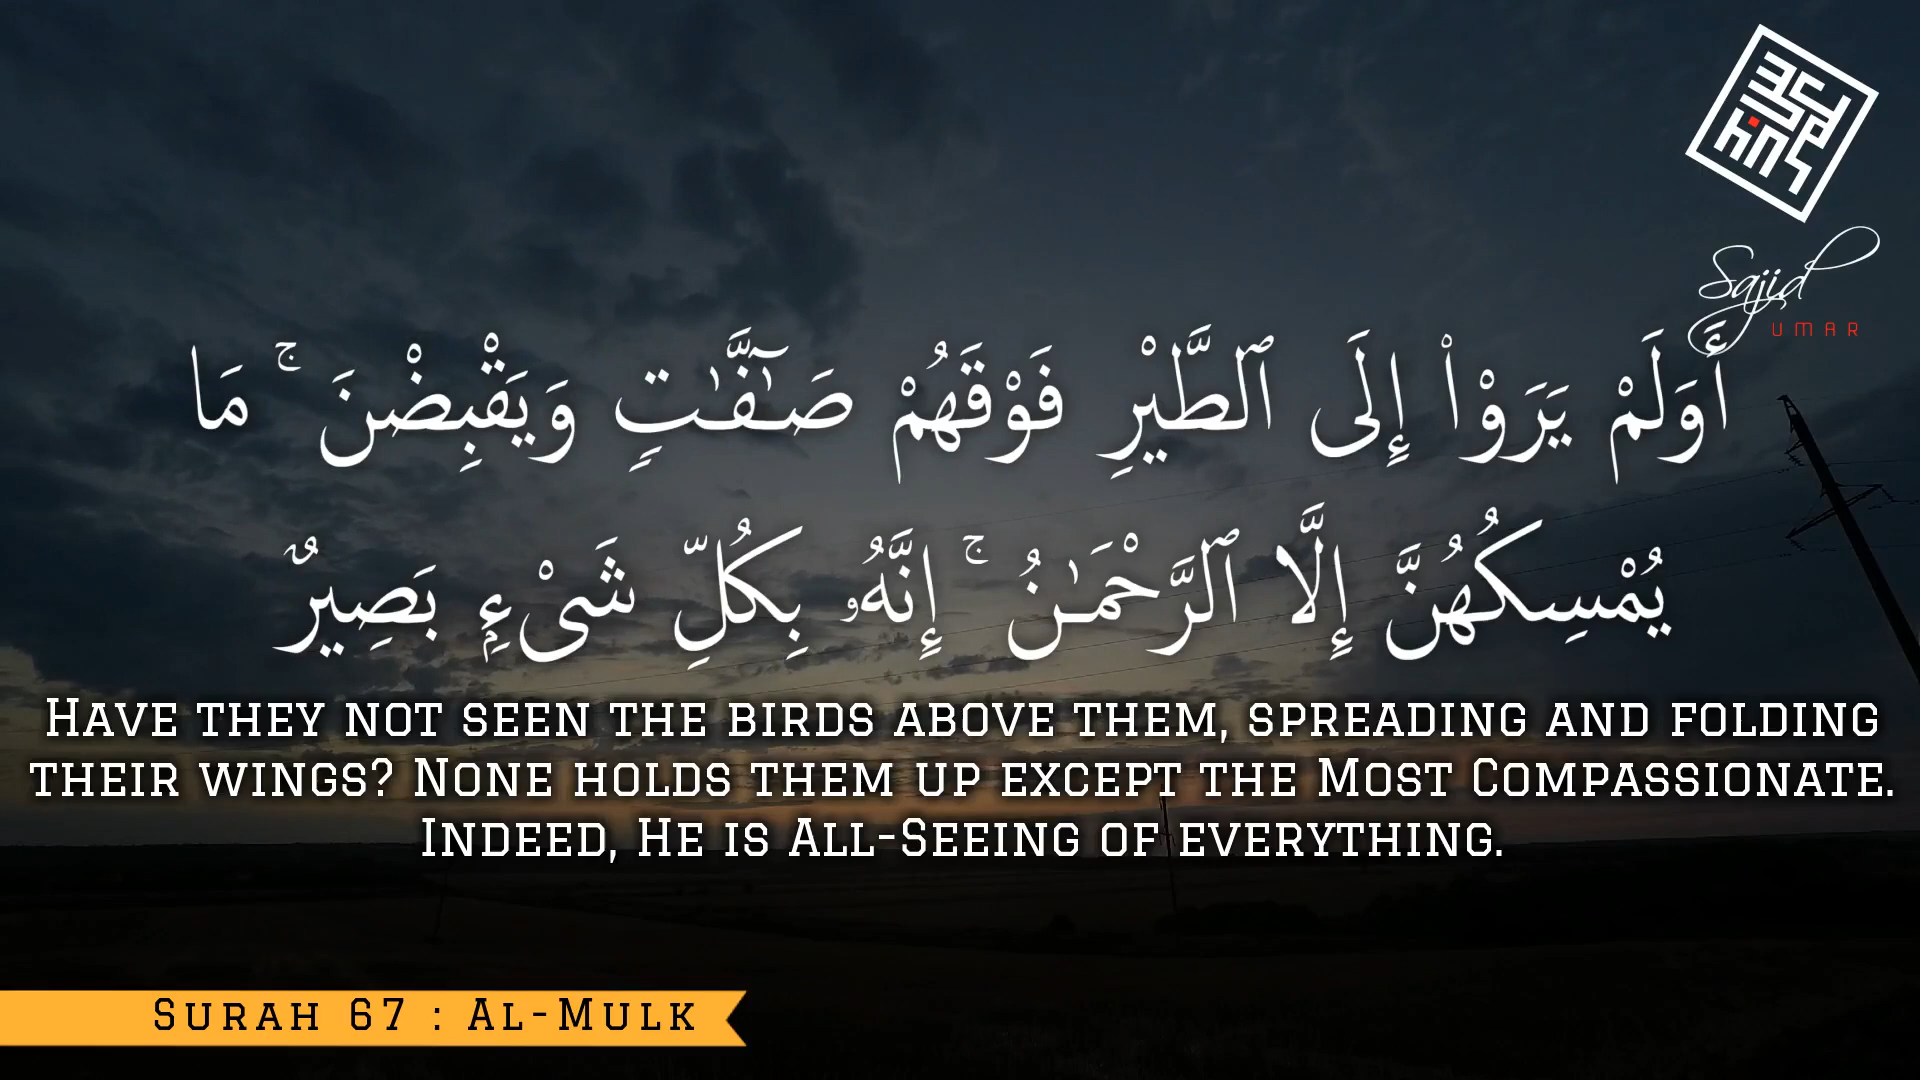 Sajid
UMAR
أَوَلَمْ يَرَوْا۟ إِلَى ٱلطَّيْرِ فَوْقَهُمْ صَـٰٓفَّـٰتٍ وَيَقْبِضْنَ ۚ مَا
يُمْسِكُهُنَّ إِلَّا ٱلرَّحْمَـٰنُ ۚ إِنَّهُۥ بِكُلِّ شَىْءٍۭ بَصِيرٌ
Have they not seen the birds above them, spreading and folding
their wings? None holds them up except the Most Compassionate.
Indeed, He is All-Seeing of everything.
Surah 67 : Al-Mulk